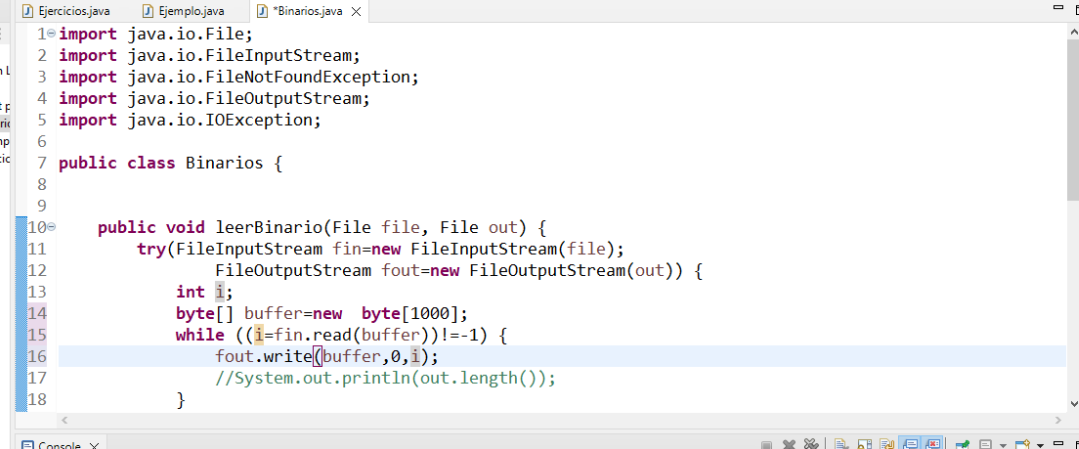 Ejercicios.java Ejemplo.java *Binarios.java
1 import java.io.File;
2 import java.io.FileInputStream;
3 import java.io.FileNotFoundException;
4 import java.io.FileOutputStream;
5 import java.io.IOException;
6
7 public class Binarios {
8
9
10 public void leerBinario(File file, File out) {
11 try(FileInputStream fin=new FileInputStream(file);
12 FileOutputStream fout=new FileOutputStream(out)) {
13 int i;
14 byte[] buffer=new  byte[1000];
15 while ((i=fin.read(buffer))!=-1) {
16 fout.write(buffer,0,i);
17 //System.out.println(out.length());
18 }
Console